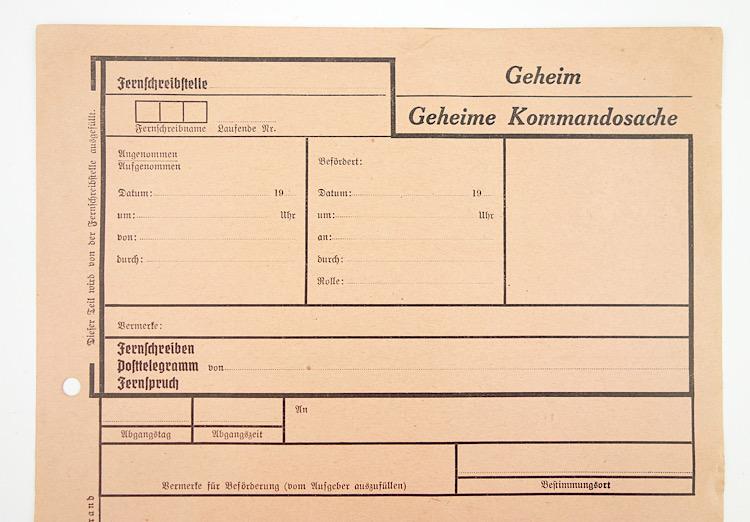 Geheim
Fernschreibstelle
Geheime Kommandosache
Fernschreibname Laufende Nr.
Angenommen
Aufgenommen
Datum: 19
um: Uhr
von:
durch:
Befördert:
Datum: 19
um: Uhr
an:
durch:
Rolle:
Vermerke:
Fernschreiben
Posttelegramm von
Fernspruch
An
Abgangstag Abgangszeit
Vermerke für Beförderung (vom Aufgeber auszufüllen)
Bestimmungsort
Dieser Teil wird von der Fernschreibstelle ausgefüllt.